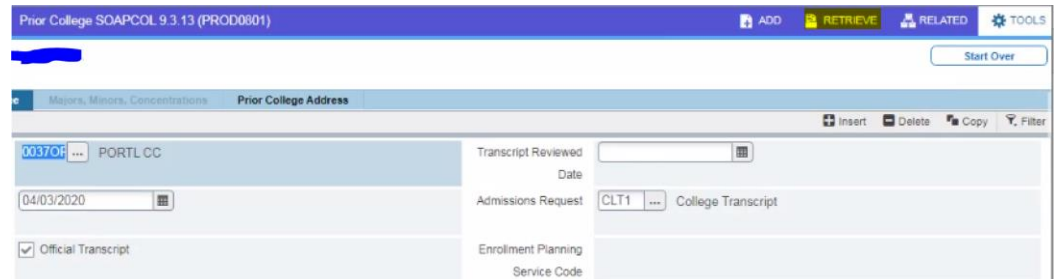 Prior College SOAPCOL 9.3.13 (PROD0801) ADD RETRIEVE RELATED TOOLS
Start Over
e Majors, Minors, Concentrations Prior College Address
Insert Delete Copy Filter
0037OR ... PORTL CC Transcript Reviewed
Date
04/03/2020 Admissions Request CLT1 ... College Transcript
Official Transcript Enrollment Planning
Service Code